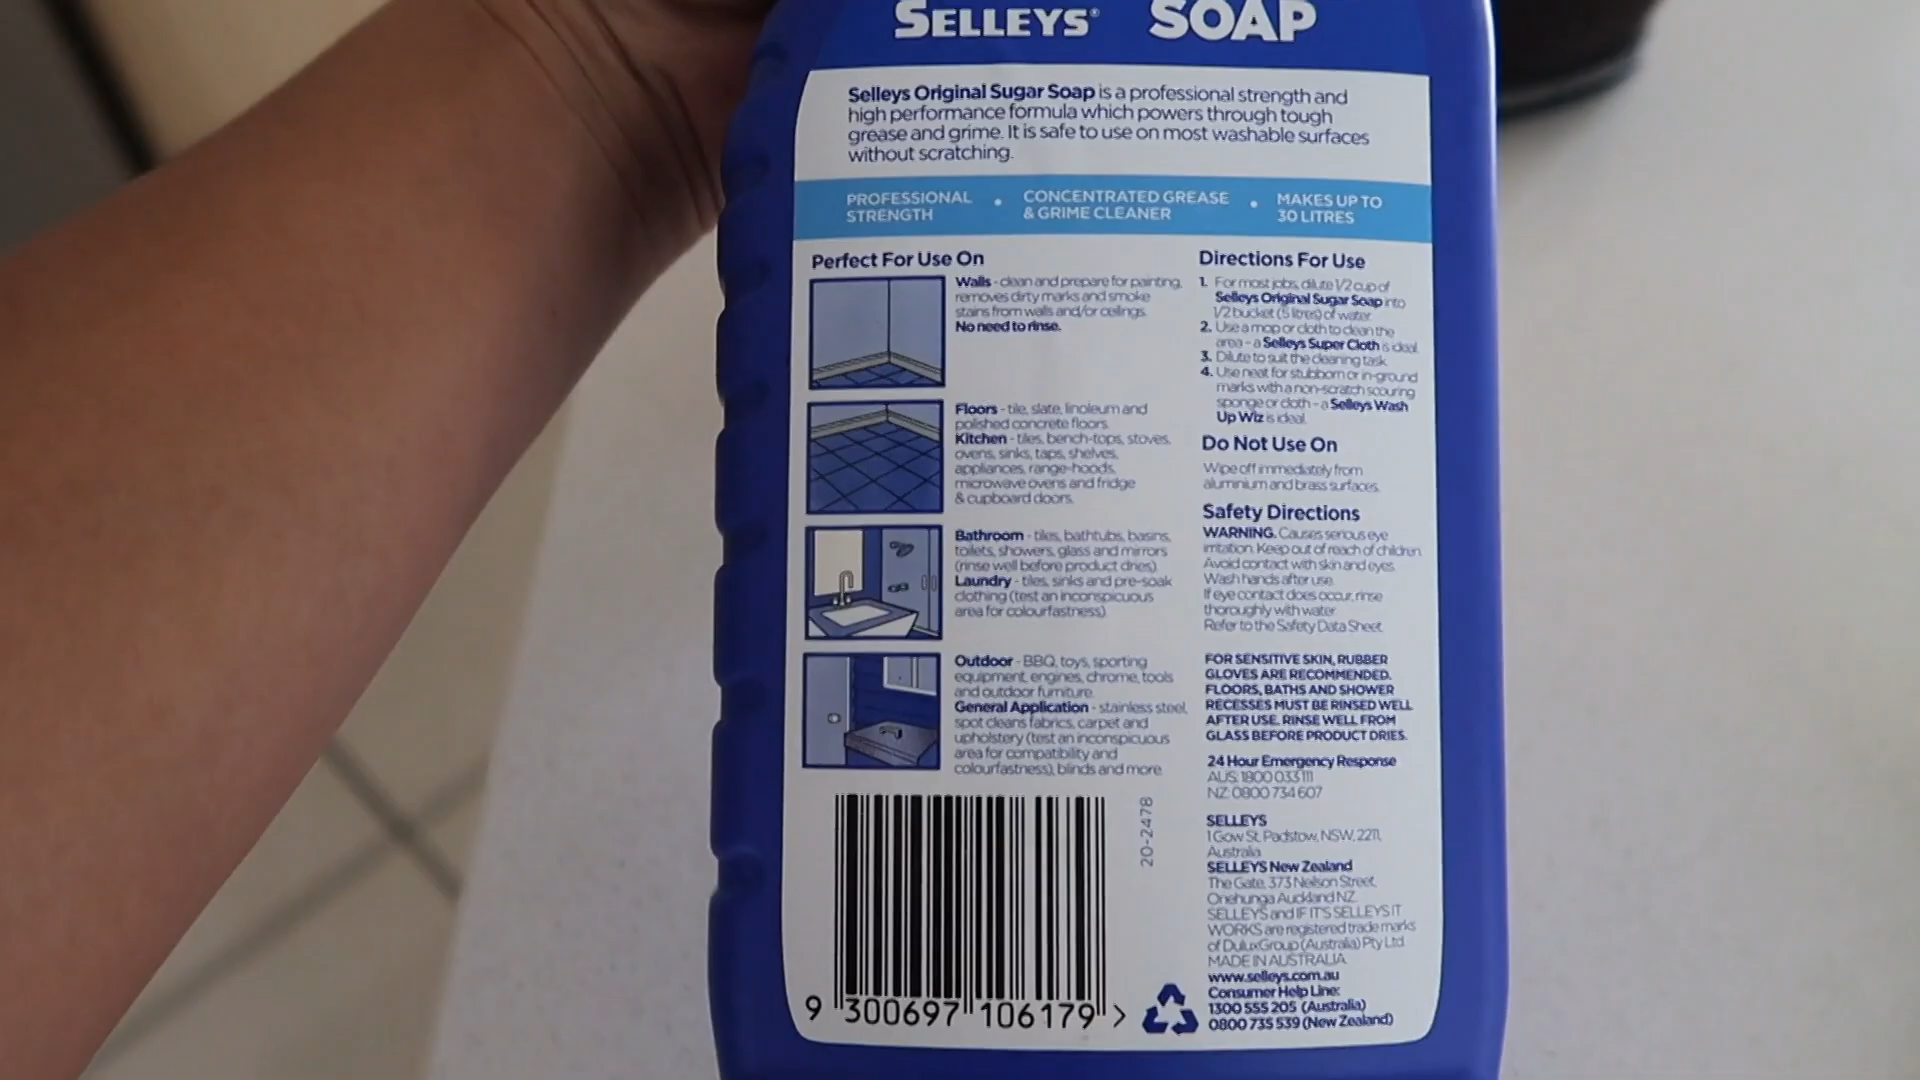 SELLEYS® SOAP
Selleys Original Sugar Soap is a professional strength and
high performance formula which powers through tough
grease and grime. It is safe to use on most washable surfaces
without scratching.
PROFESSIONAL
STRENGTH
• CONCENTRATED GREASE
& GRIME CLEANER
• MAKES UP TO
30 LITRES
Perfect For Use On
Walls - clean and prepare for painting,
removes dirty marks and smoke
stains from walls and/or ceilings.
No need to rinse.
Floors - tile, slate, linoleum and
polished concrete floors.
Kitchen - tiles, bench-tops, stoves,
ovens, sinks, taps, shelves,
appliances, range-hoods,
microwave ovens and fridge
& cupboard doors.
Bathroom - tiles, bathtubs, basins,
toilets, showers, glass and mirrors
(rinse well before product dries).
Laundry - tiles, sinks and pre-soak
clothing (test an inconspicuous
area for colourfastness).
Outdoor - BBQ, toys, sporting
equipment, engines, chrome, tools
and outdoor furniture.
General Application - stainless steel,
spot cleans fabrics, carpet and
upholstery (test an inconspicuous
area for compatibility and
colourfastness), blinds and more.
9 300697 106179 >
20-2478
Directions For Use
1. For most jobs, dilute 1/2 cup of
Selleys Original Sugar Soap into
1/2 bucket (5 litres) of water.
2. Use a mop or cloth to clean the
area - a Selleys Super Cloth is ideal.
3. Dilute to suit the cleaning task.
4. Use neat for stubborn or in-ground
marks with a non-scratch scouring
sponge or cloth - a Selleys Wash
Up Wiz is ideal.
Do Not Use On
Wipe off immediately from
aluminium and brass surfaces.
Safety Directions
WARNING. Causes serious eye
irritation. Keep out of reach of children.
Avoid contact with skin and eyes.
Wash hands after use.
If eye contact does occur, rinse
thoroughly with water.
Refer to the Safety Data Sheet.
FOR SENSITIVE SKIN, RUBBER
GLOVES ARE RECOMMENDED.
FLOORS, BATHS AND SHOWER
RECESSES MUST BE RINSED WELL
AFTER USE. RINSE WELL FROM
GLASS BEFORE PRODUCT DRIES.
24 Hour Emergency Response
AUS: 1800 033 111
NZ: 0800 734 607
SELLEYS
1 Gow St, Padstow, NSW, 2211,
Australia
SELLEYS New Zealand
The Gate, 373 Neilson Street,
Onehunga Auckland NZ.
SELLEYS and IF IT'S SELLEYS IT
WORKS are registered trade marks
of DuluxGroup (Australia) Pty Ltd.
MADE IN AUSTRALIA
www.selleys.com.au
Consumer Help Line:
1300 555 205 (Australia)
0800 735 539 (New Zealand)